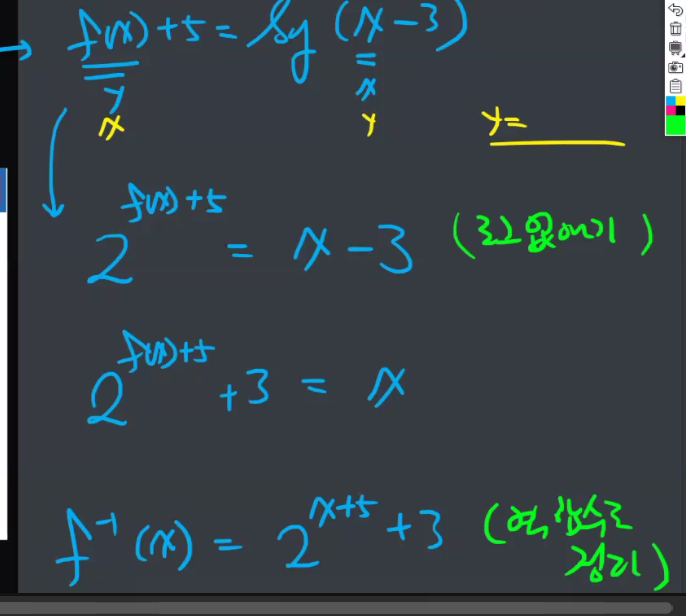 f(x)+5 = log (x-3)
y x
x y y=
2^{f(x)+5} = x-3 (로그없애기)
2^{f(x)+5} +3 = x
f⁻¹(x) = 2^{x+5} +3 (역함수로
정리)